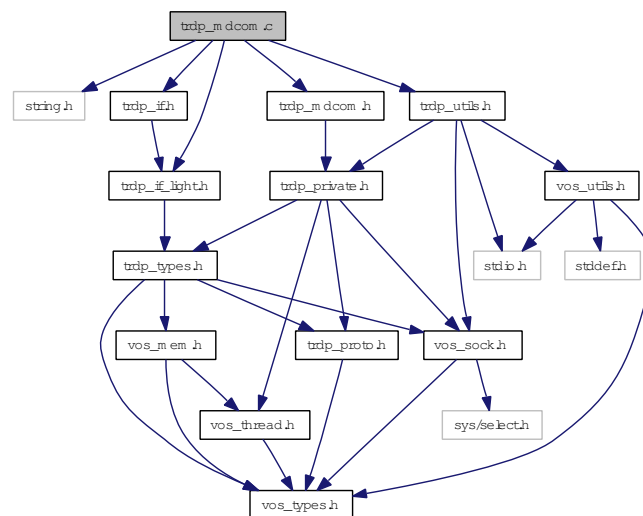 trdp_mdcom.c
string.h
trdp_if.h
trdp_mdcom.h
trdp_utils.h
trdp_if_light.h
trdp_private.h
vos_utils.h
trdp_types.h
stdio.h
stddef.h
vos_mem.h
trdp_proto.h
vos_sock.h
vos_thread.h
sys/select.h
vos_types.h